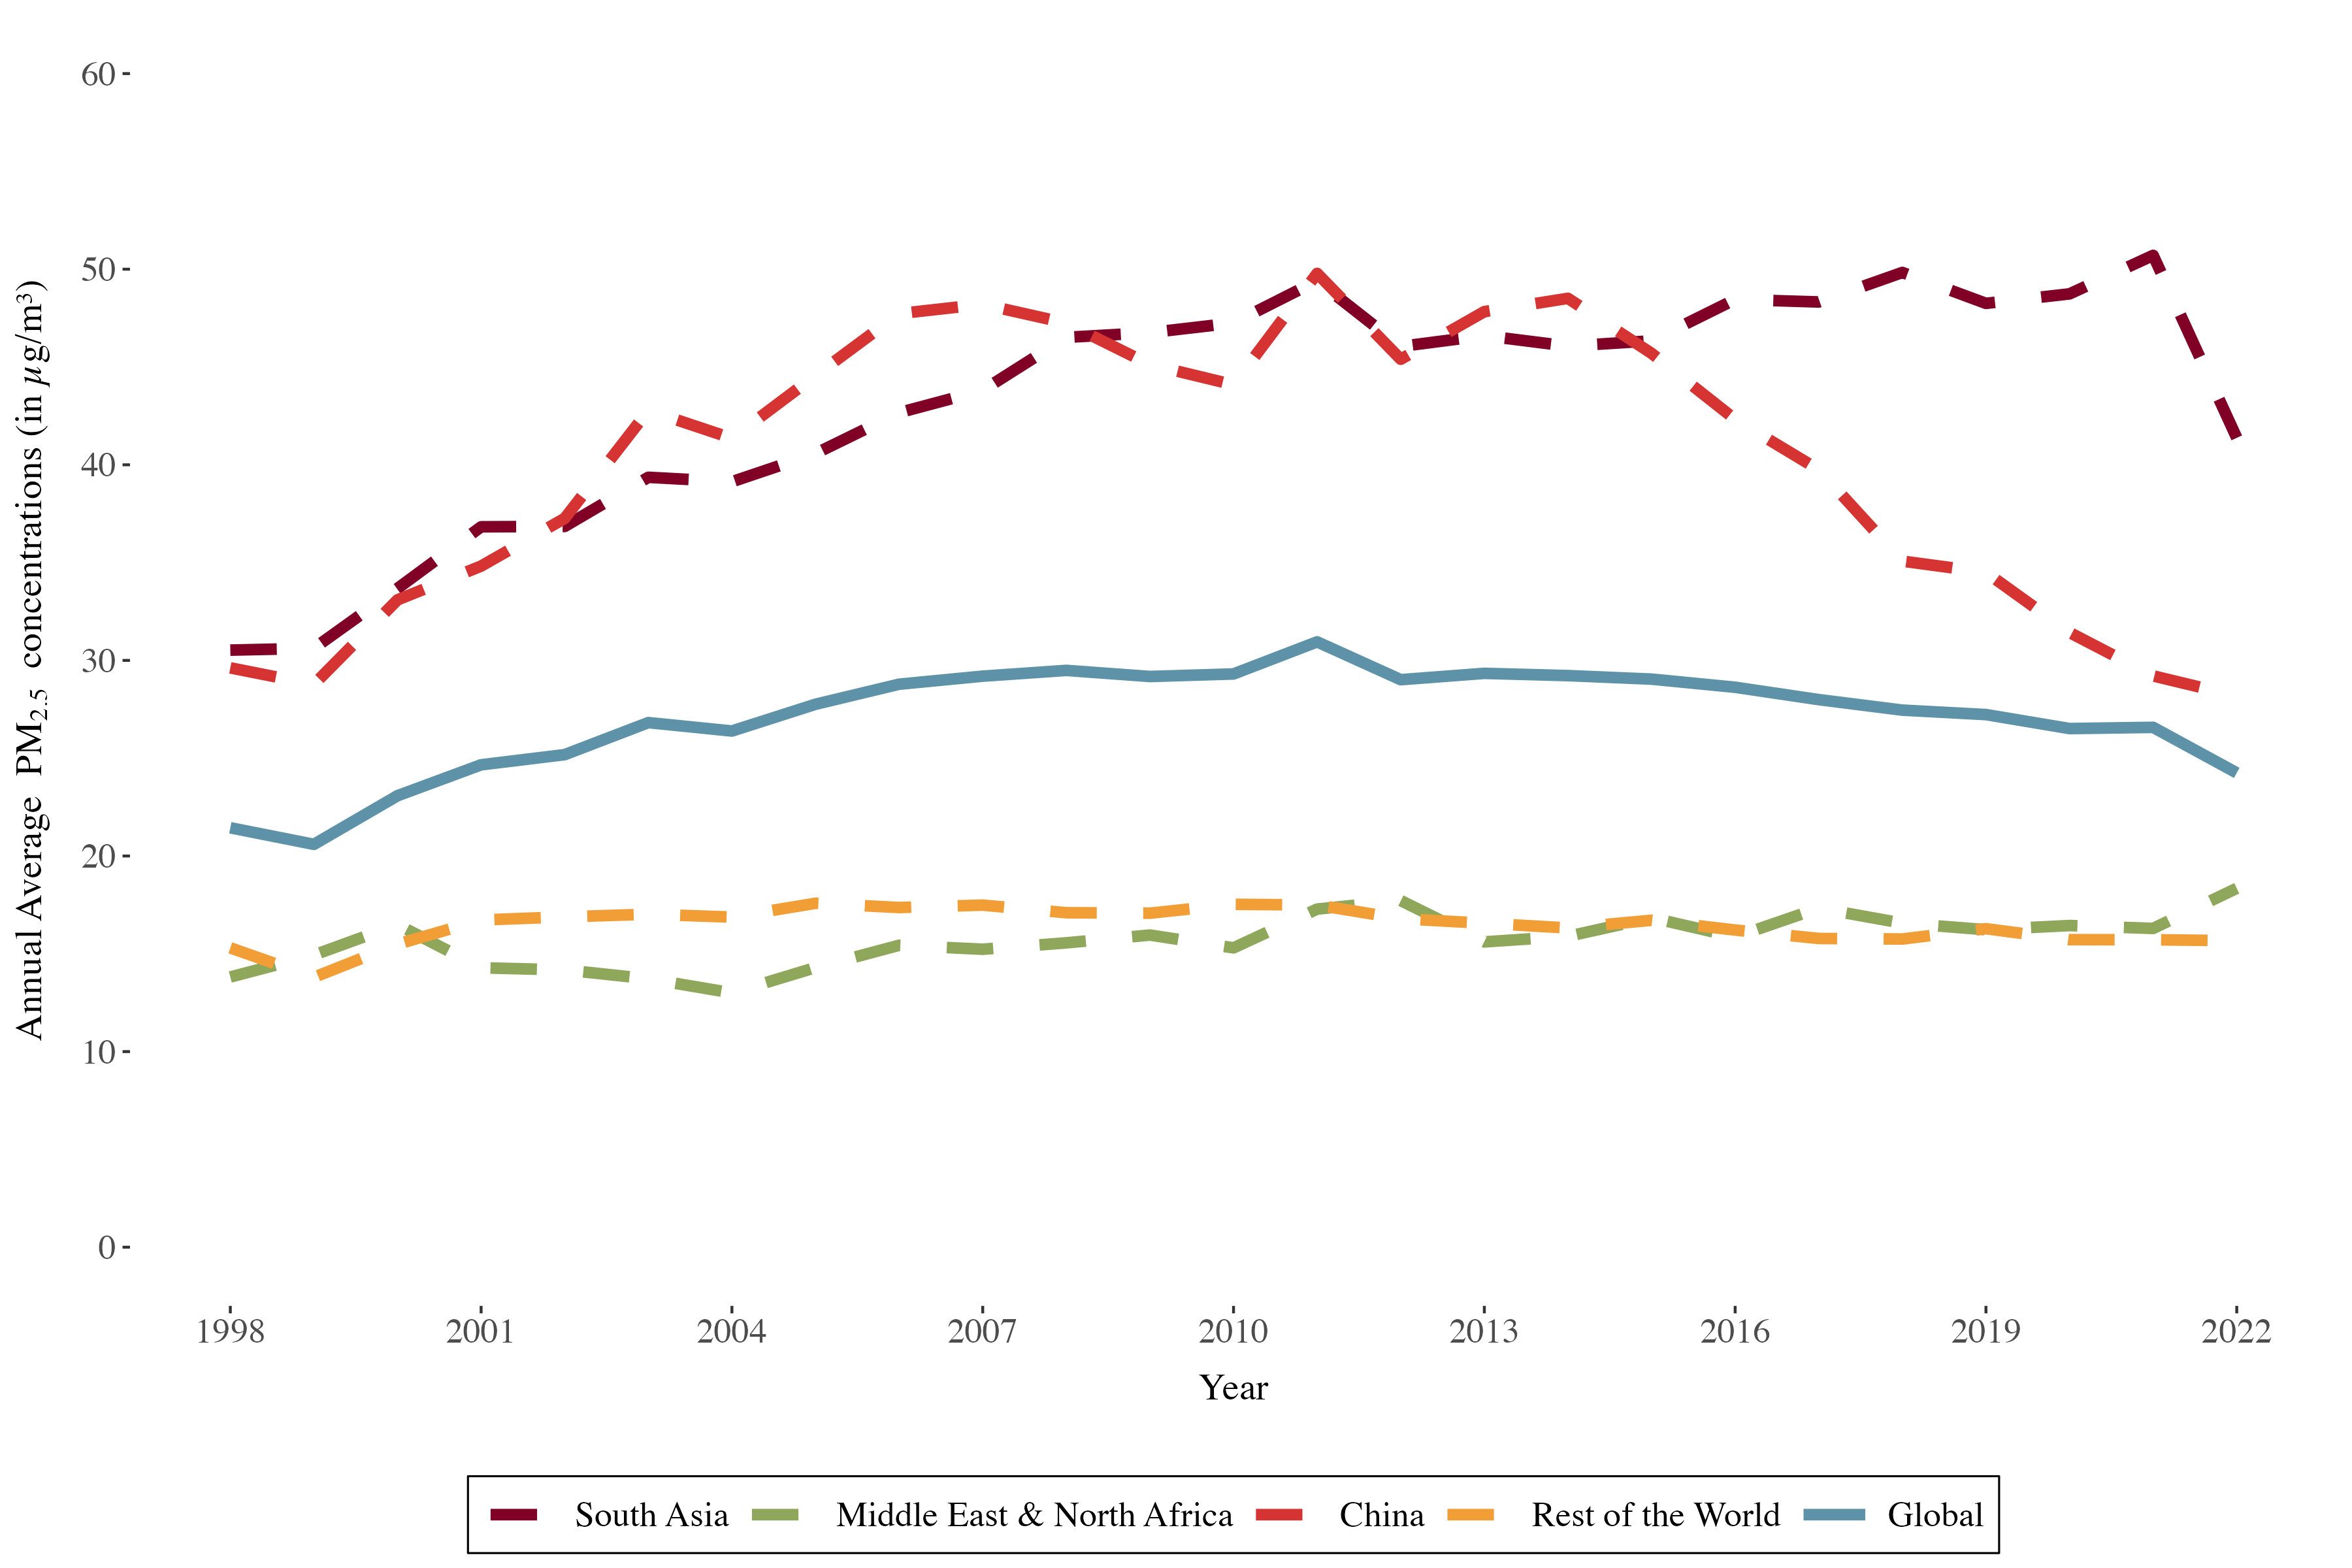 Annual Average PM2.5 concentrations (in μg/m³)
60
50
40
30
20
10
0
1998 2001 2004 2007 2010 2013 2016 2019 2022
Year
South Asia Middle East & North Africa China Rest of the World Global